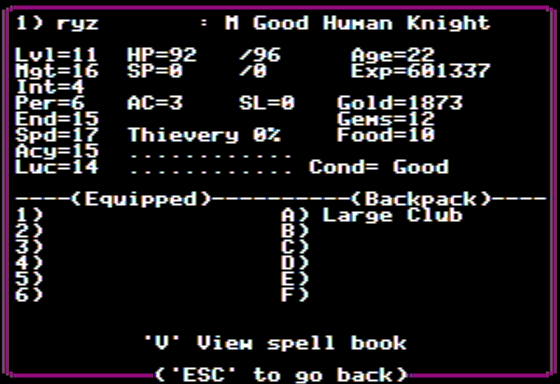 1) ryz : M Good Human Knight
Lvl=11 HP=92 /96 Age=22
Mgt=16 SP=0 /0 Exp=601337
Int=4
Per=6 AC=3 SL=0 Gold=1873
End=15 Gems=12
Spd=17 Thievery 0% Food=10
Acy=15 ............
Luc=14 ............ Cond= Good
----(Equipped)----------(Backpack)----
1) A) Large Club
2) B)
3) C)
4) D)
5) E)
6) F)
'V' View spell book
('ESC' to go back)